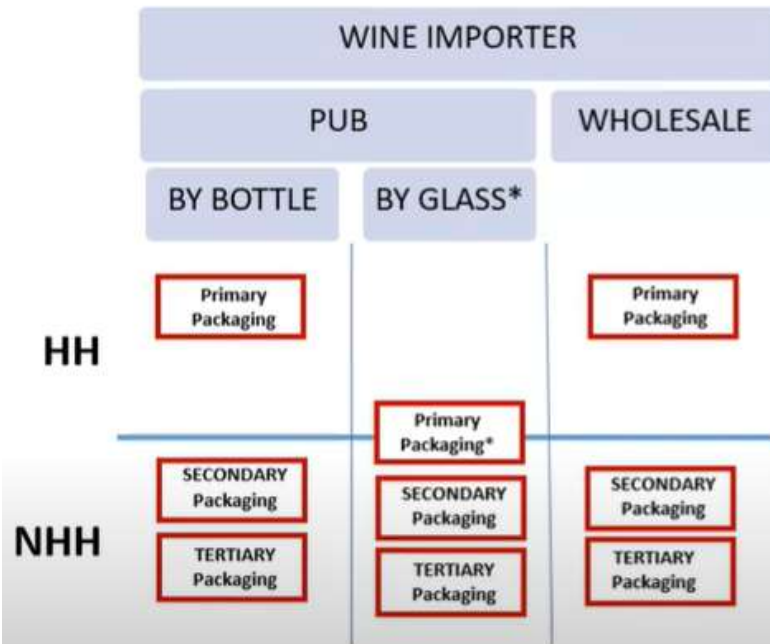 WINE IMPORTER
PUB
WHOLESALE
BY BOTTLE
BY GLASS*
HH
Primary
Packaging
Primary
Packaging
Primary
Packaging*
NHH
SECONDARY
Packaging
SECONDARY
Packaging
SECONDARY
Packaging
TERTIARY
Packaging
TERTIARY
Packaging
TERTIARY
Packaging